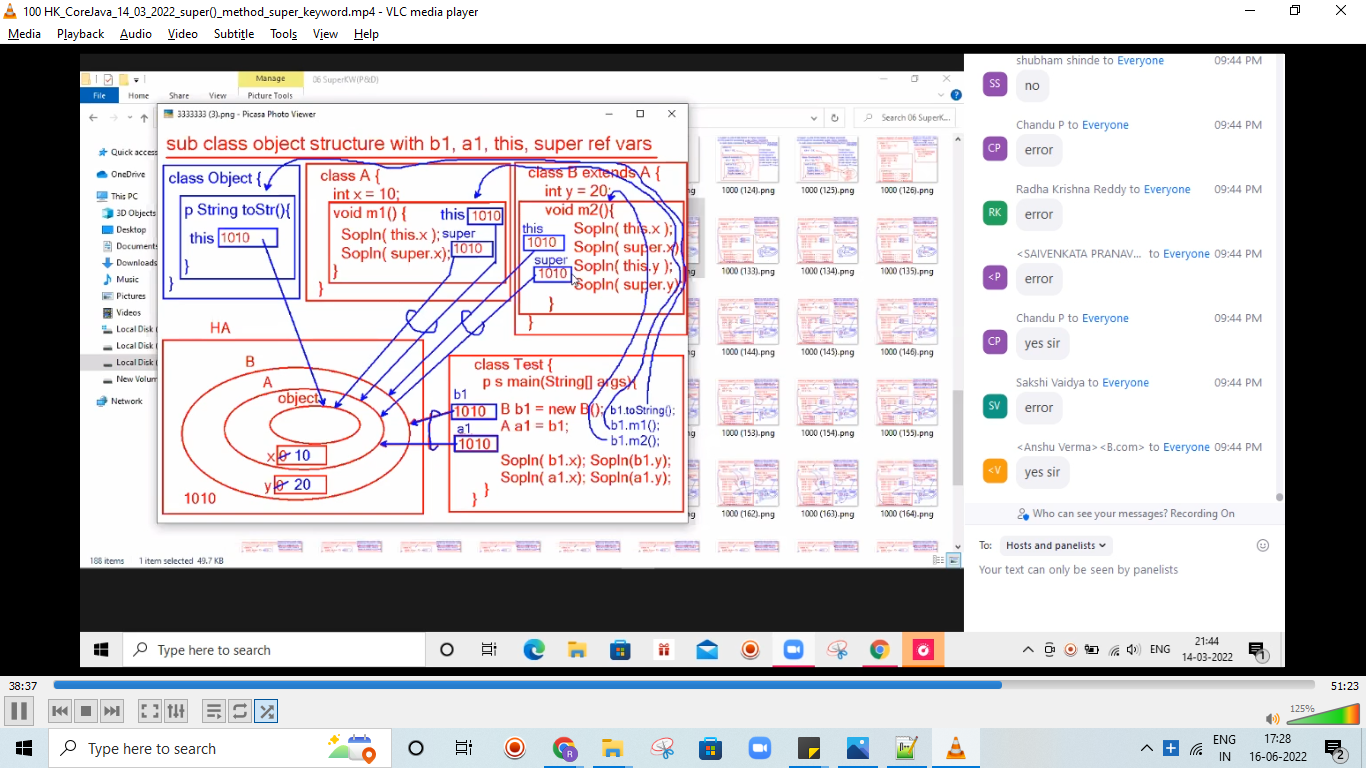 100 HK_CoreJava_14_03_2022_super()_method_super_keyword.mp4 - VLC media player
Media Playback Audio Video Subtitle Tools View Help
Manage
06 SuperKW(P&D)
File Home Share View Picture Tools
Search 06 SuperK...
Quick access
OneDrive
This PC
3D Objects
Desktop
Documents
Downloads
Music
Pictures
Videos
Local Disk (
Local Disk (
Local Disk (
New Volum
Network
3333333 (3).png - Picasa Photo Viewer
sub class object structure with b1, a1, this, super ref vars
class Object {
p String toStr(){
this 1010
}
}
class A {
int x = 10;
void m1() {
this 1010
Sopln( this.x );
super
1010
Sopln( super.x);
}
}
class B extends A {
int y = 20;
void m2(){
this
1010
super
1010
Sopln( this.x );
Sopln( super.x)
Sopln( this.y );
Sopln( super.y)
}
}
HA
B
A
object
x 0 10
y 0 20
1010
class Test {
p s main(String[] args){
b1
1010
B b1 = new B();
b1.toString();
a1
1010
A a1 = b1;
b1.m1();
b1.m2();
Sopln( b1.x); Sopln(b1.y);
Sopln( a1.x); Sopln(a1.y);
}
}
1000 (124).png 1000 (125).png 1000 (126).png
1000 (133).png 1000 (134).png 1000 (135).png
1000 (144).png 1000 (145).png 1000 (146).png
1000 (153).png 1000 (154).png 1000 (155).png
1000 (162).png 1000 (163).png 1000 (164).png
188 items 1 item selected 49.7 KB
shubham shinde to Everyone 09:44 PM
SS
no
Chandu P to Everyone 09:44 PM
CP
error
Radha Krishna Reddy to Everyone 09:44 PM
RK
error
<SAIVENKATA PRANAV... to Everyone 09:44 PM
<P
error
Chandu P to Everyone 09:44 PM
CP
yes sir
Sakshi Vaidya to Everyone 09:44 PM
SV
error
<Anshu Verma> <B.com> to Everyone 09:44 PM
<V
yes sir
Who can see your messages? Recording On
To: Hosts and panelists
Your text can only be seen by panelists
Type here to search
ENG
21:44
14-03-2022
1
38:37
51:23
125%
Type here to search
ENG
IN
17:28
16-06-2022
2